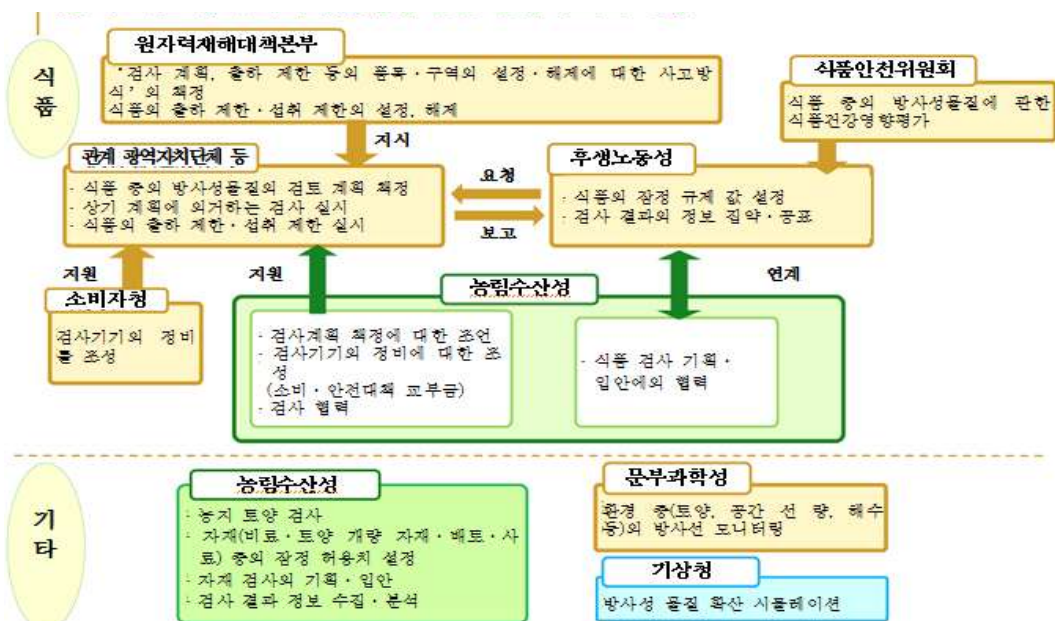 식
품
원자력재해대책본부
‘검사 계획, 출하 제한 등의 품목·구역의 설정·해제에 대한 사고방
식’의 책정
식품의 출하 제한·섭취 제한의 설정, 해제
식품안전위원회
식품 중의 방사성물질에 관한
식품건강영향평가
지시
관계 광역자치단체 등
- 식품 중의 방사성물질의 검토 계획 책정
- 상기 계획에 의거하는 검사 실시
- 식품의 출하 제한·섭취 제한 실시
요청
보고
후생노동성
- 식품의 잠정 규제 값 설정
- 검사 결과의 정보 집약·공표
지원
지원
연계
소비자청
검사기기의 정비
를 조성
농림수산성
- 검사계획 책정에 대한 조언
- 검사기기의 정비에 대한 조
성
(소비·안전대책 교부금)
- 검사 협력
- 식품 검사 기획·
입안에의 협력
기
타
농림수산성
- 농지 토양 검사
- 자재(비료·토양 개량 자재·배토·사
료) 중의 잠정 허용치 설정
- 자재 검사의 기획·입안
- 검사 결과 정보 수집·분석
문부과학성
환경 중(토양, 공간 선 량, 해수
등)의 방사선 모니터링
기상청
방사성 물질 확산 시뮬레이션